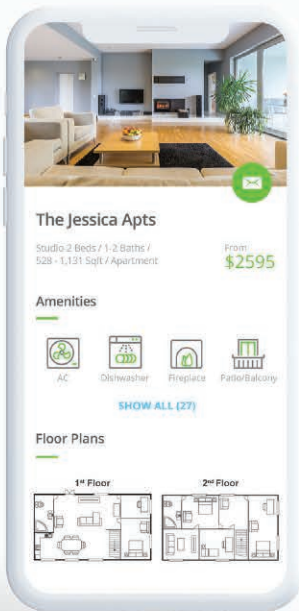 The Jessica Apts
Studio-2 Beds / 1-2 Baths /
528 - 1,131 Sqft / Apartment
From
$2595
Amenities
AC
Dishwasher
Fireplace
Patio/Balcony
SHOW ALL (27)
Floor Plans
1st Floor
2nd Floor